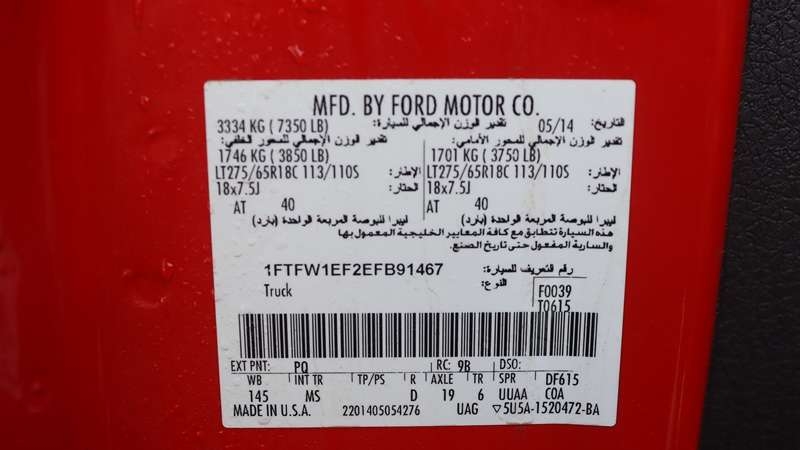 MFD. BY FORD MOTOR CO.
3334 KG ( 7350 LB) تقدير الوزن الإجمالي للسيارة: 05/14 التاريخ:
تقدير الوزن الإجمالي للمحور الخلفي: تقدير الوزن الإجمالي للمحور الأمامي:
1746 KG ( 3850 LB) 1701 KG ( 3750 LB)
LT275/65R18C 113/110S الإطار: LT275/65R18C 113/110S الإطار:
18x7.5J الحتار: 18x7.5J الحتار:
AT 40 ليبرا للبوصة المربعة الواحدة (بارد) AT 40 ليبرا للبوصة المربعة الواحدة (بارد)
هذه السيارة تتطابق مع كافة المعايير الخليجية المعمول بها
والسارية المفعول حتى تاريخ الصنع.
1FTFW1EF2EFB91467 رقم التعريف للسيارة:
Truck النوع: F0039
T0615
EXT PNT: PQ RC: 9B DSO:
WB INT TR TP/PS R AXLE TR SPR DF615
145 MS D 19 6 UUAA COA
MADE IN U.S.A. 2201405054276 UAG ▽5U5A-1520472-BA